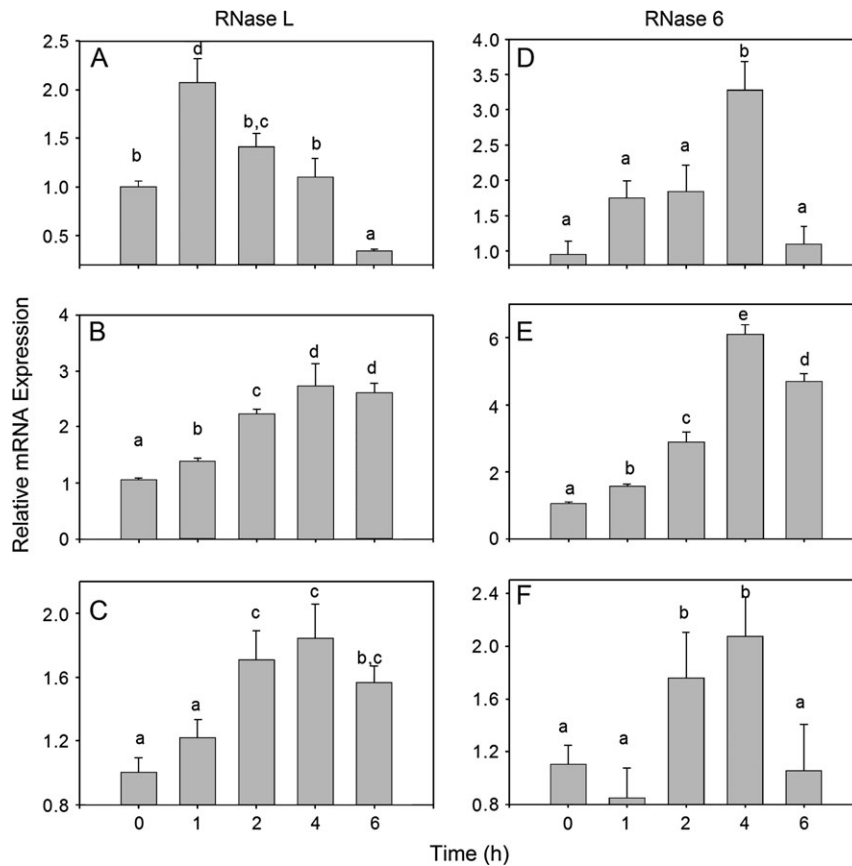 RNase L
RNase 6
A
2.5
2.0
1.5
1.0
0.5
b
d
b,c
b
a
D
4.0
3.5
3.0
2.5
2.0
1.5
1.0
a
a
a
b
a
Relative mRNA Expression
B
4
3
2
1
0
a
b
c
d
d
E
6
4
2
0
a
b
c
e
d
C
2.0
1.6
1.2
0.8
a
a
c
c
b,c
0 1 2 4 6
F
2.4
2.0
1.6
1.2
0.8
a
a
b
b
a
0 1 2 4 6
Time (h)